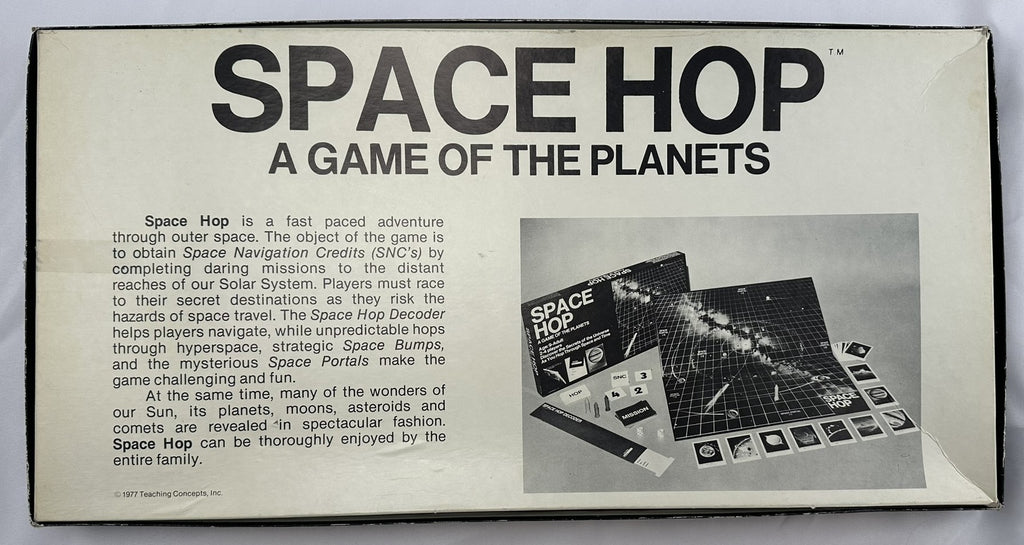 SPACE HOP™
A GAME OF THE PLANETS
Space Hop is a fast paced adventure
through outer space. The object of the game is
to obtain Space Navigation Credits (SNC's) by
completing daring missions to the distant
reaches of our Solar System. Players must race
to their secret destinations as they risk the
hazards of space travel. The Space Hop Decoder
helps players navigate, while unpredictable hops
through hyperspace, strategic Space Bumps,
and the mysterious Space Portals make the
game challenging and fun.
At the same time, many of the wonders of
our Sun, its planets, moons, asteroids and
comets are revealed in spectacular fashion.
Space Hop can be thoroughly enjoyed by the
entire family.
© 1977 Teaching Concepts, Inc.
SPACE HOP
SPACE
HOP
A GAME OF THE PLANETS
HOP
SNC
3
4
2
MISSION
SPACE HOP DECODER
SPACE
HOP